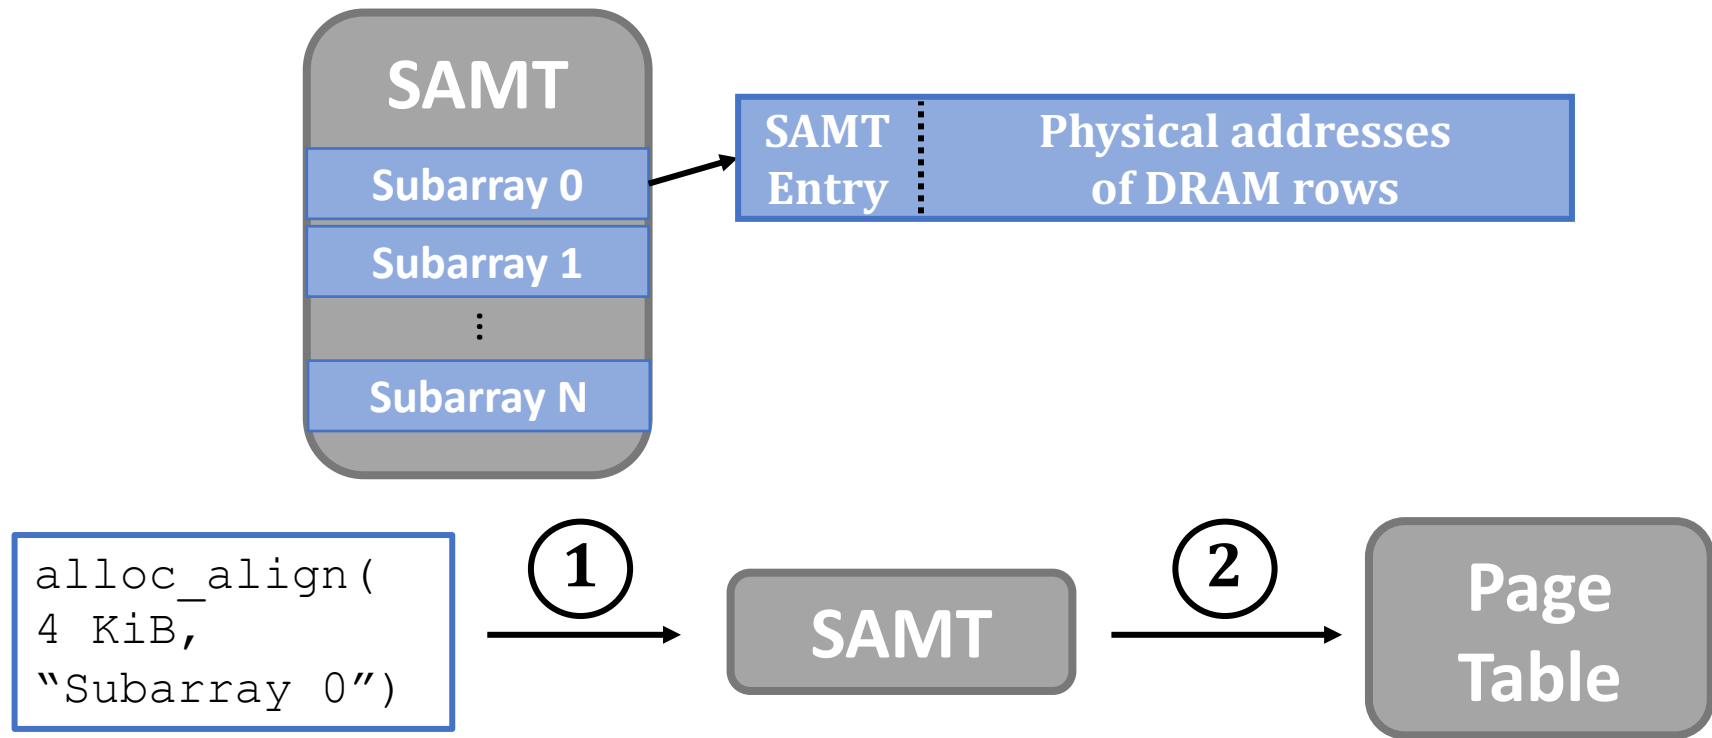 SAMT
Subarray 0
Subarray 1
⋮
Subarray N
SAMT
Entry
Physical addresses
of DRAM rows
alloc_align(
4 KiB,
“Subarray 0”)
1
SAMT
2
Page
Table